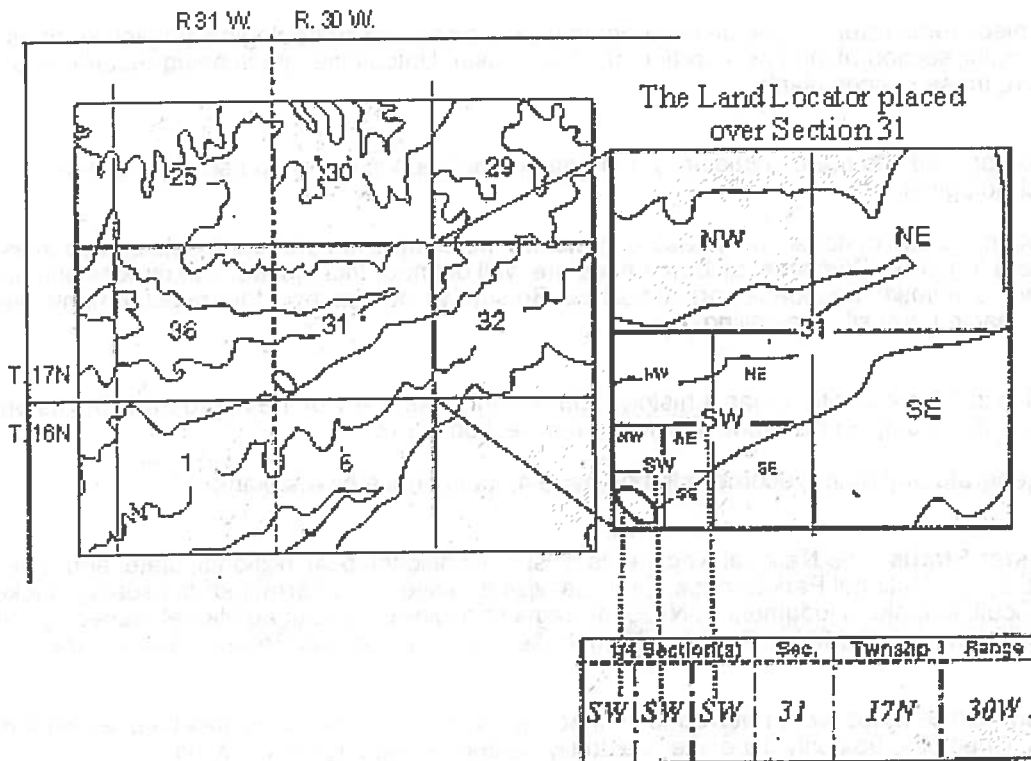 R 31 W. R. 30 W.
The Land Locator placed
over Section 31
25 30 29
NW NE
36 31 32
31
T.17N
T.16N
NW NE
SW SE
NW NE
SW SE
SE
1 6
1/4 Section(s) Sec. Twnshp Range
SW SW SW 31 17N 30W